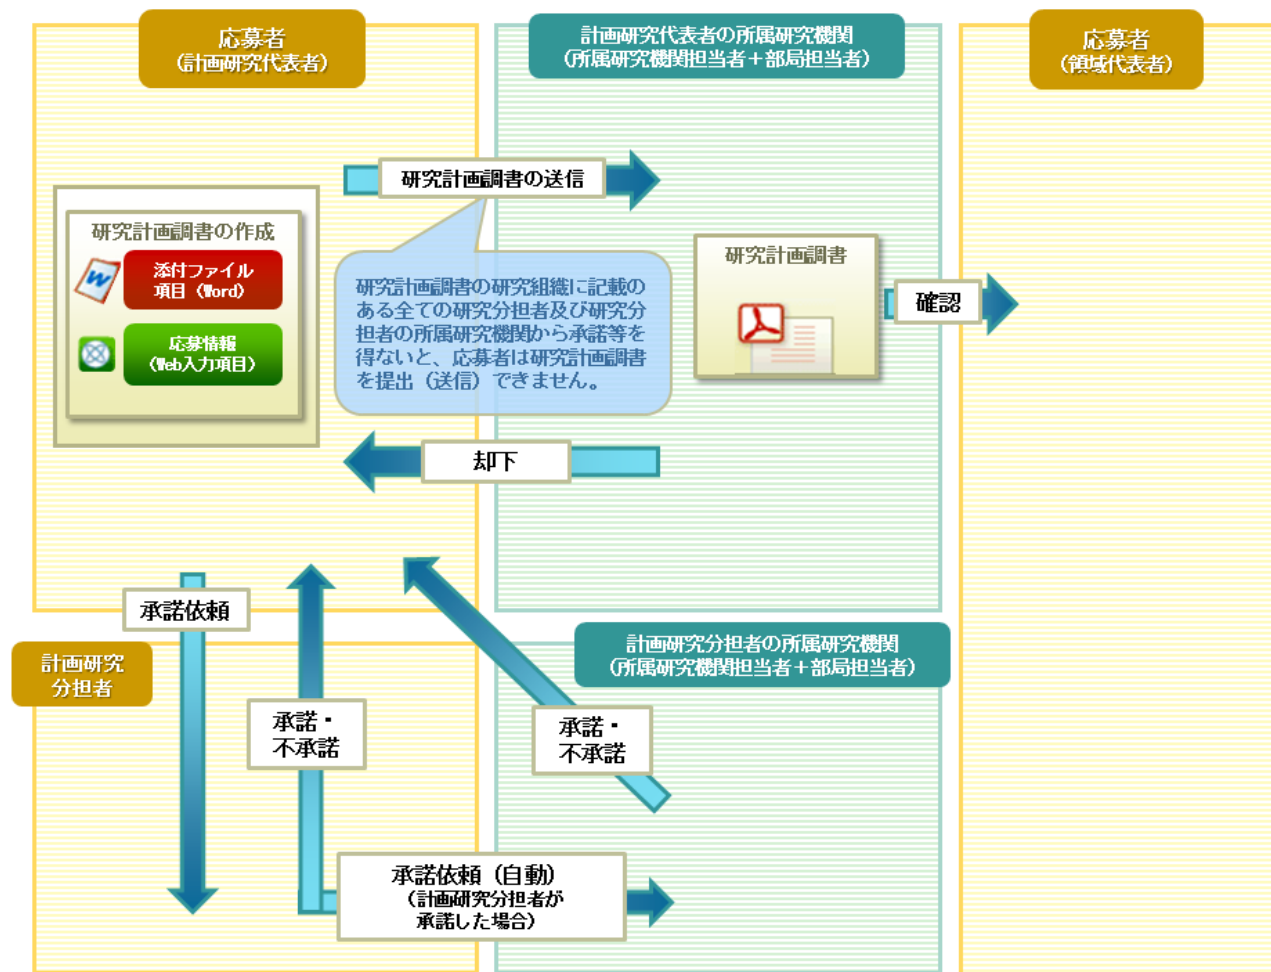 応募者
（計画研究代表者）
計画研究代表者の所属研究機関
（所属研究機関担当者＋部局担当者）
応募者
（領域代表者）
研究計画調書の送信
研究計画調書の作成
添付ファイル
項目（Word）
応募情報
（Web入力項目）
研究計画調書の研究組織に記載の
ある全ての研究分担者及び研究分
担者の所属研究機関から承諾等を
得ないと、応募者は研究計画調書
を提出（送信）できません。
研究計画調書
確認
却下
承諾依頼
計画研究
分担者
計画研究分担者の所属研究機関
（所属研究機関担当者＋部局担当者）
承諾・
不承諾
承諾・
不承諾
承諾依頼（自動）
（計画研究分担者が
承諾した場合）